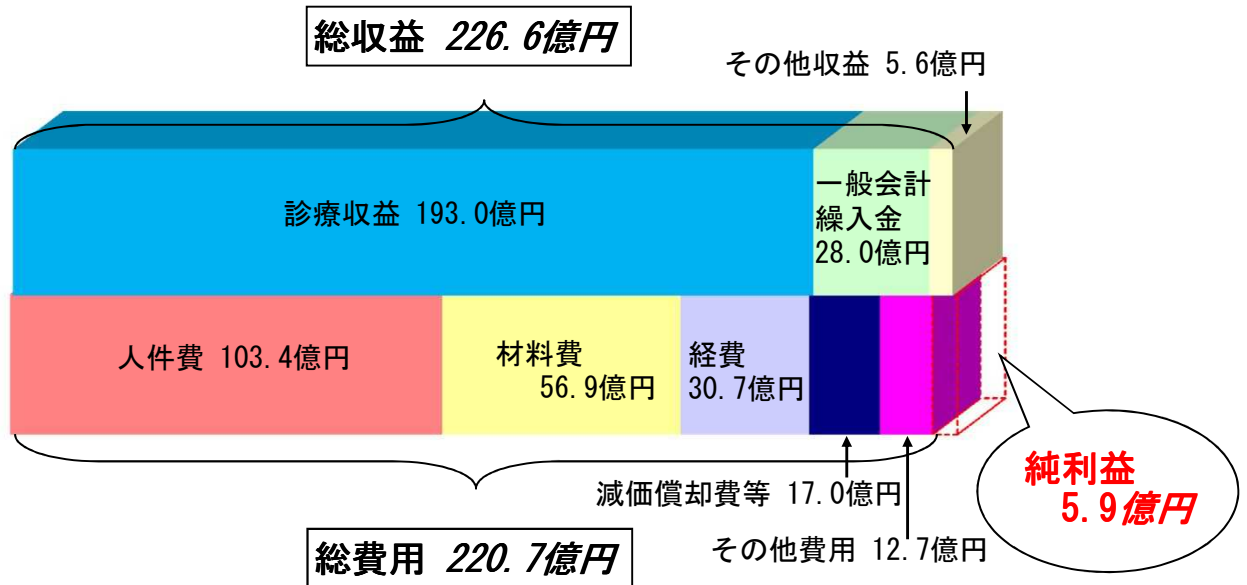 総収益 226.6億円
その他収益 5.6億円
診療収益 193.0億円
一般会計
繰入金
28.0億円
人件費 103.4億円
材料費
56.9億円
経費
30.7億円
減価償却費等 17.0億円
その他費用 12.7億円
純利益
5.9億円
総費用 220.7億円